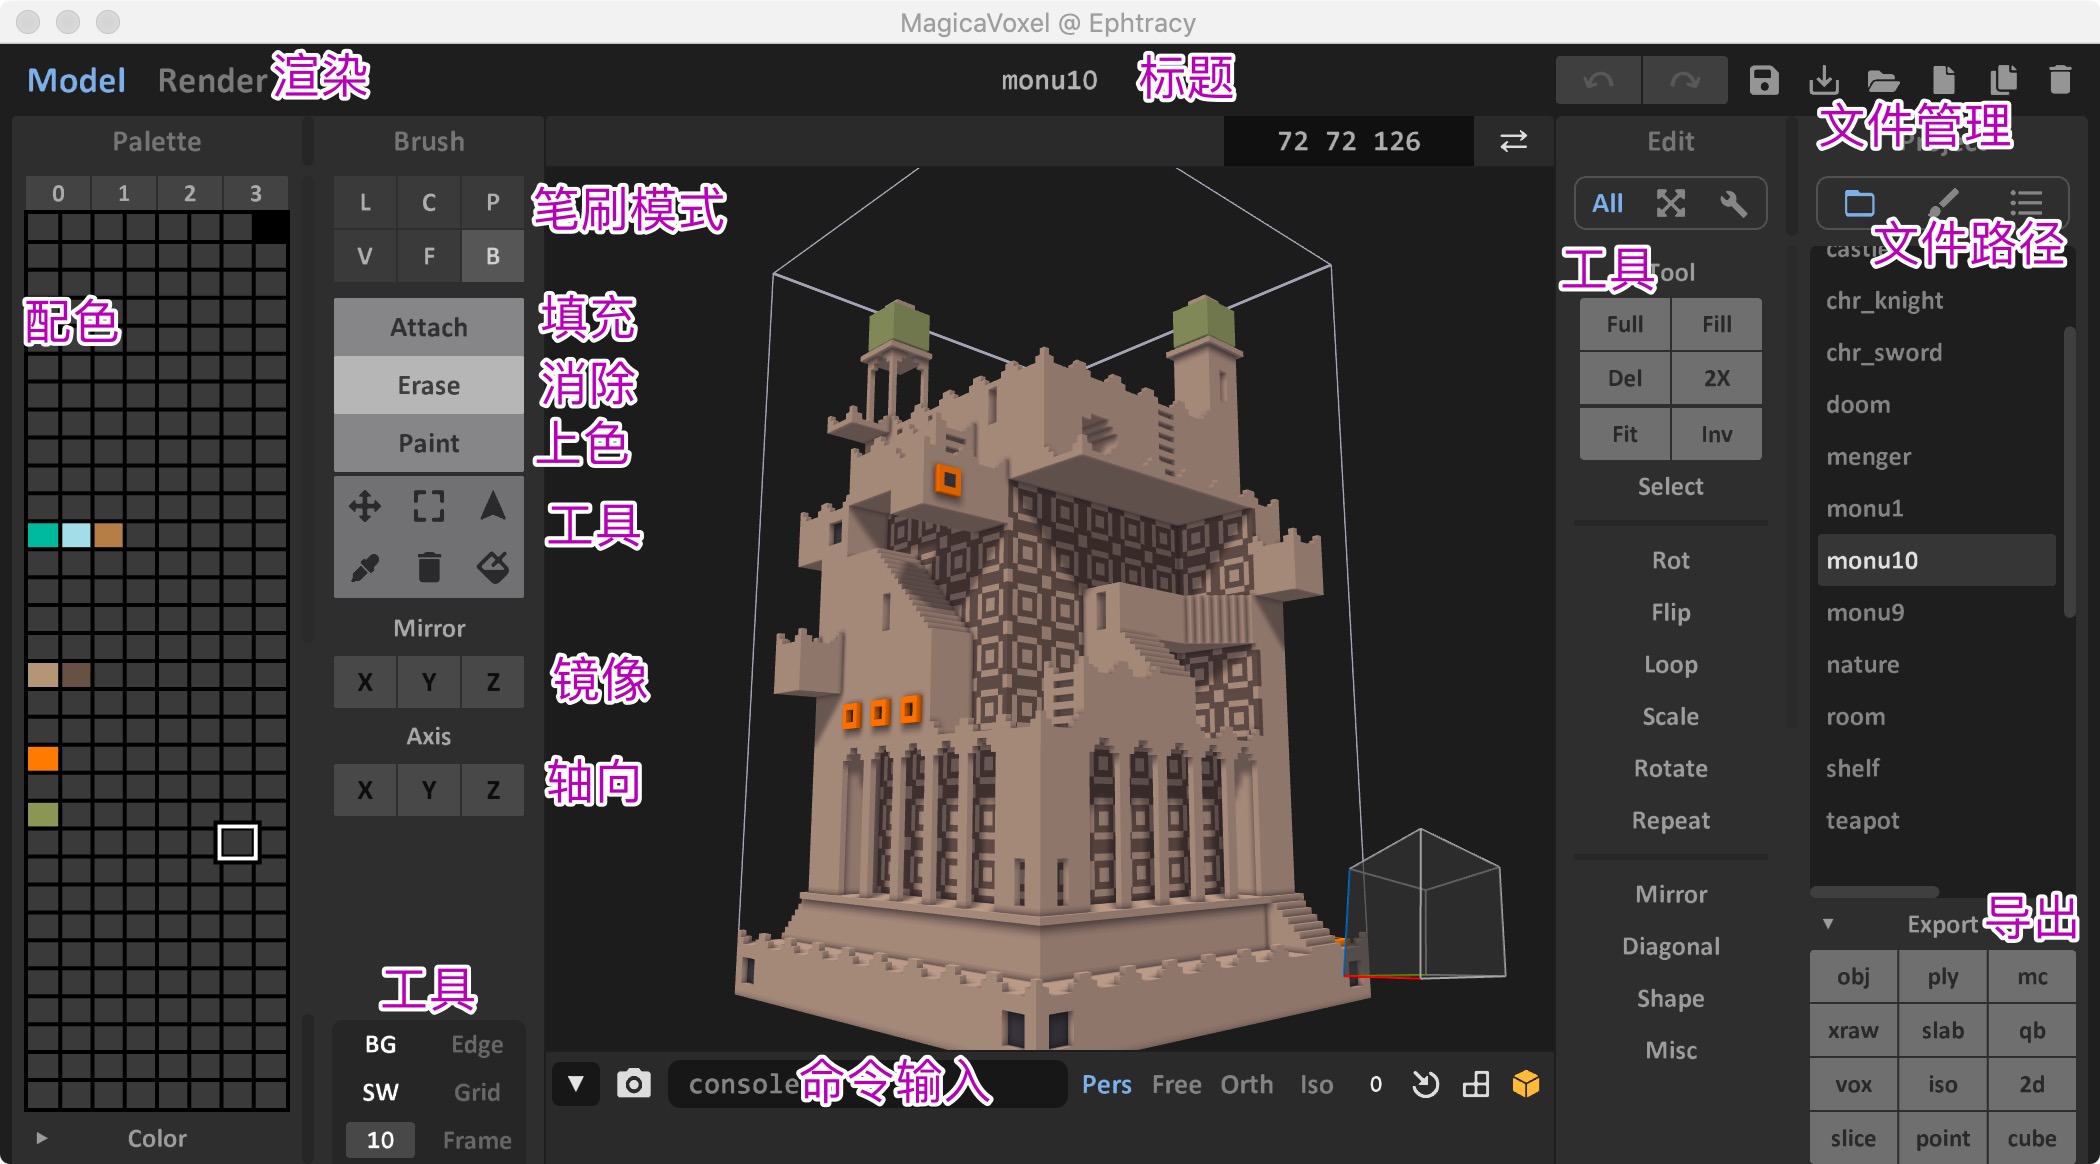 MagicaVoxel @ Ephtracy
Model Render 渲染 monu10 标题
文件管理
Palette Brush 72 72 126 Edit
0 1 2 3
L C P 笔刷模式
V F B
All
文件路径
配色
Attach 填充
Erase 消除
Paint 上色
工具
Mirror
X Y Z 镜像
Axis
X Y Z 轴向
工具
BG Edge
SW Grid
10 Frame
Color
console 命令输入 Pers Free Orth Iso 0
工具 Tool
Full Fill
Del 2X
Fit Inv
Select
Rot
Flip
Loop
Scale
Rotate
Repeat
Mirror
Diagonal
Shape
Misc
chr_knight
chr_sword
doom
menger
monu1
monu10
monu9
nature
room
shelf
teapot
Export 导出
obj ply mc
xraw slab qb
vox iso 2d
slice point cube